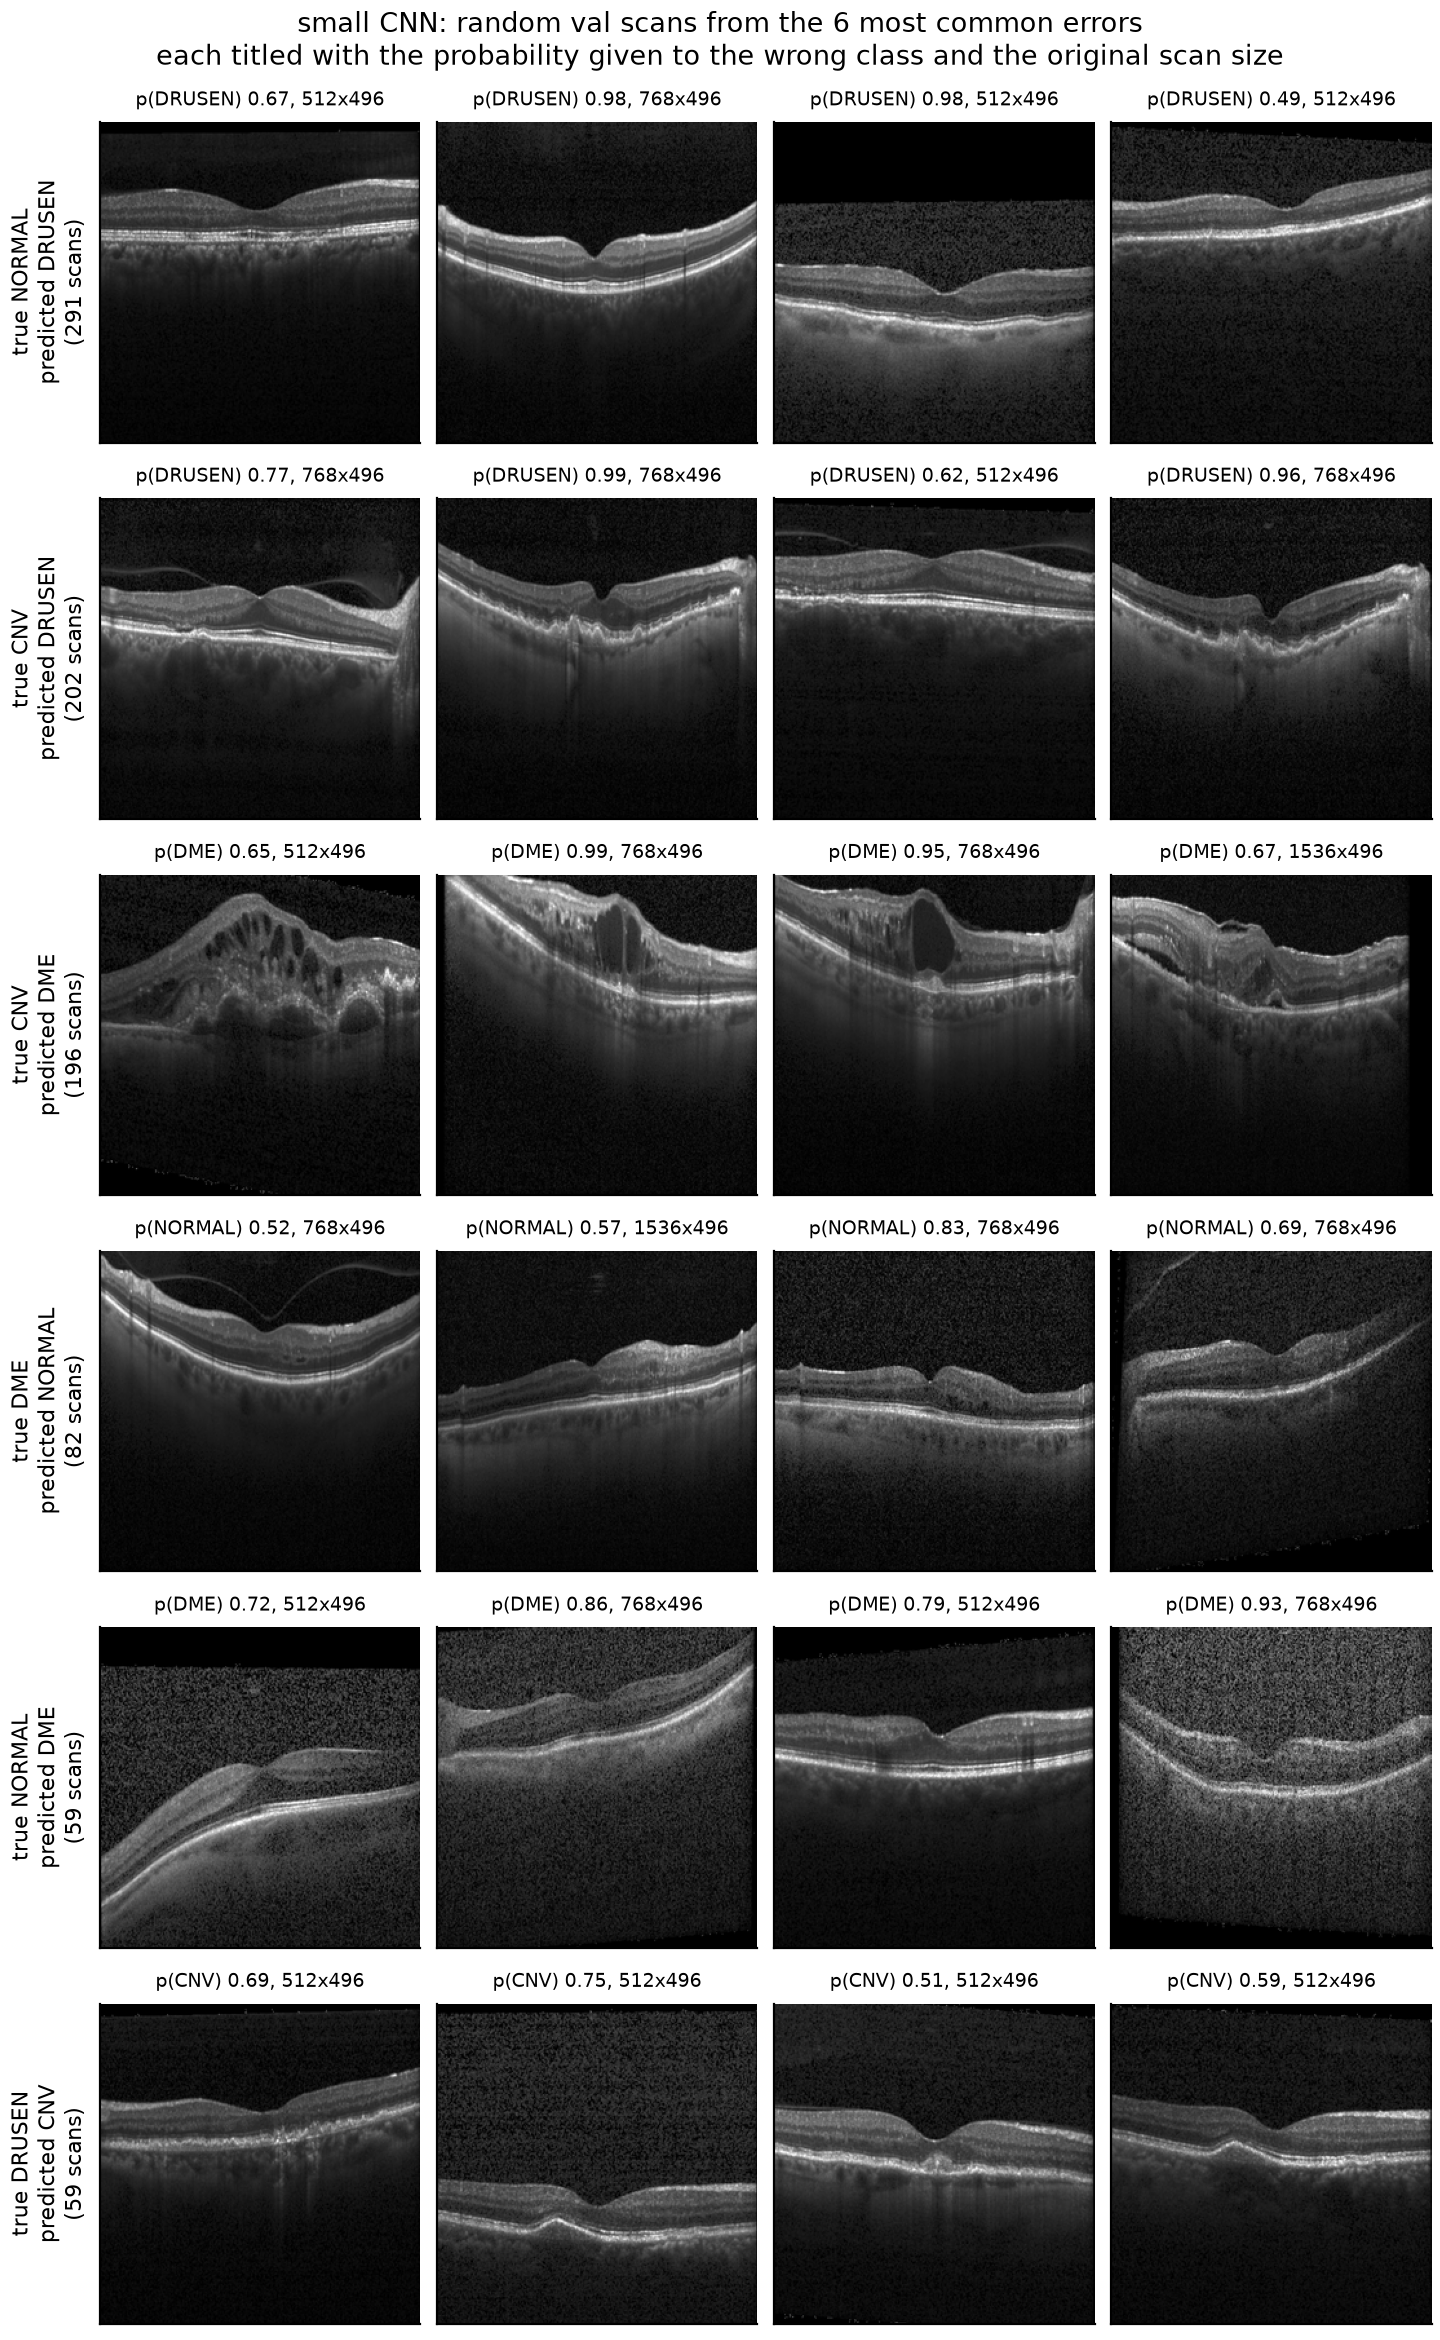 small CNN: random val scans from the 6 most common errors
each titled with the probability given to the wrong class and the original scan size
true NORMAL
predicted DRUSEN
(291 scans)
p(DRUSEN) 0.67, 512x496
p(DRUSEN) 0.98, 768x496
p(DRUSEN) 0.98, 512x496
p(DRUSEN) 0.49, 512x496
true CNV
predicted DRUSEN
(202 scans)
p(DRUSEN) 0.77, 768x496
p(DRUSEN) 0.99, 768x496
p(DRUSEN) 0.62, 512x496
p(DRUSEN) 0.96, 768x496
true CNV
predicted DME
(196 scans)
p(DME) 0.65, 512x496
p(DME) 0.99, 768x496
p(DME) 0.95, 768x496
p(DME) 0.67, 1536x496
true DME
predicted NORMAL
(82 scans)
p(NORMAL) 0.52, 768x496
p(NORMAL) 0.57, 1536x496
p(NORMAL) 0.83, 768x496
p(NORMAL) 0.69, 768x496
true NORMAL
predicted DME
(59 scans)
p(DME) 0.72, 512x496
p(DME) 0.86, 768x496
p(DME) 0.79, 512x496
p(DME) 0.93, 768x496
true DRUSEN
predicted CNV
(59 scans)
p(CNV) 0.69, 512x496
p(CNV) 0.75, 512x496
p(CNV) 0.51, 512x496
p(CNV) 0.59, 512x496